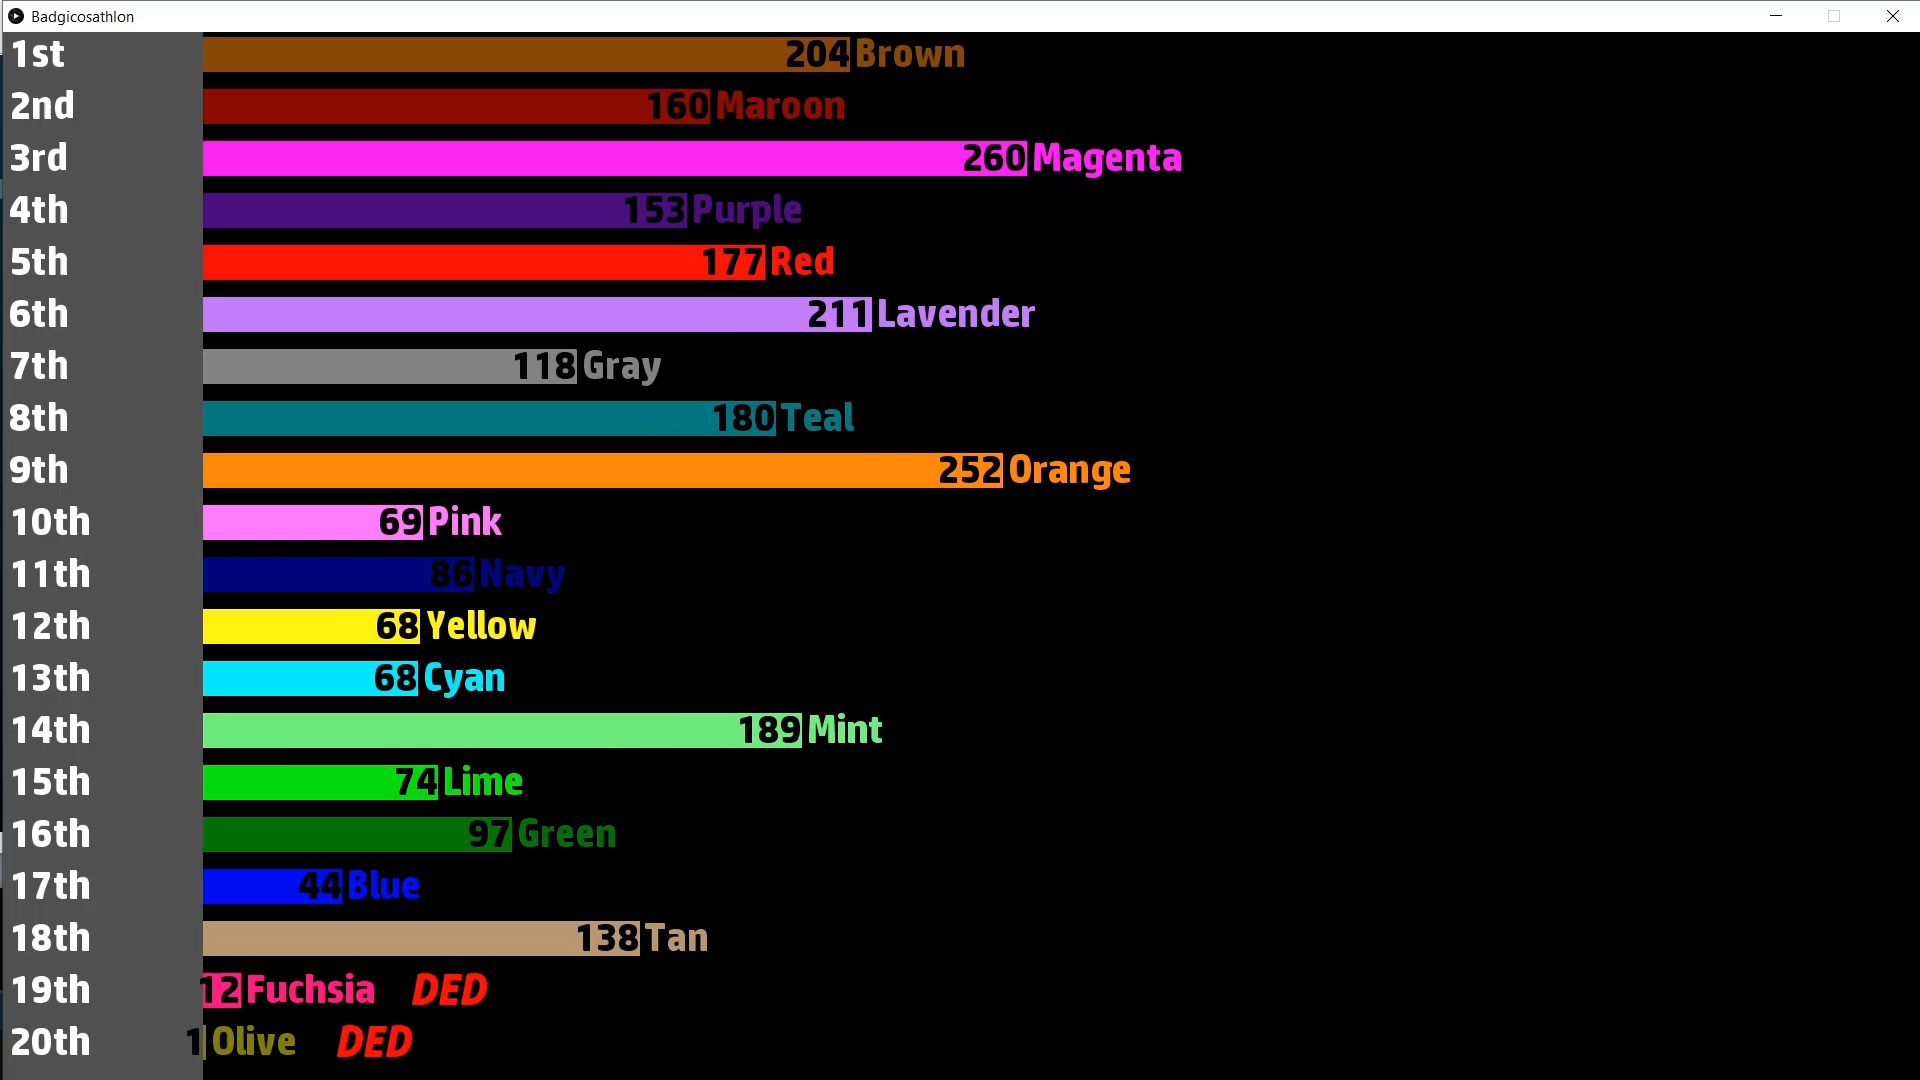 Badgicosathlon
1st 204 Brown
2nd 160 Maroon
3rd 260 Magenta
4th 153 Purple
5th 177 Red
6th 211 Lavender
7th 118 Gray
8th 180 Teal
9th 252 Orange
10th 69 Pink
11th 86 Navy
12th 68 Yellow
13th 68 Cyan
14th 189 Mint
15th 74 Lime
16th 97 Green
17th 44 Blue
18th 138 Tan
19th 12 Fuchsia DED
20th 1 Olive DED